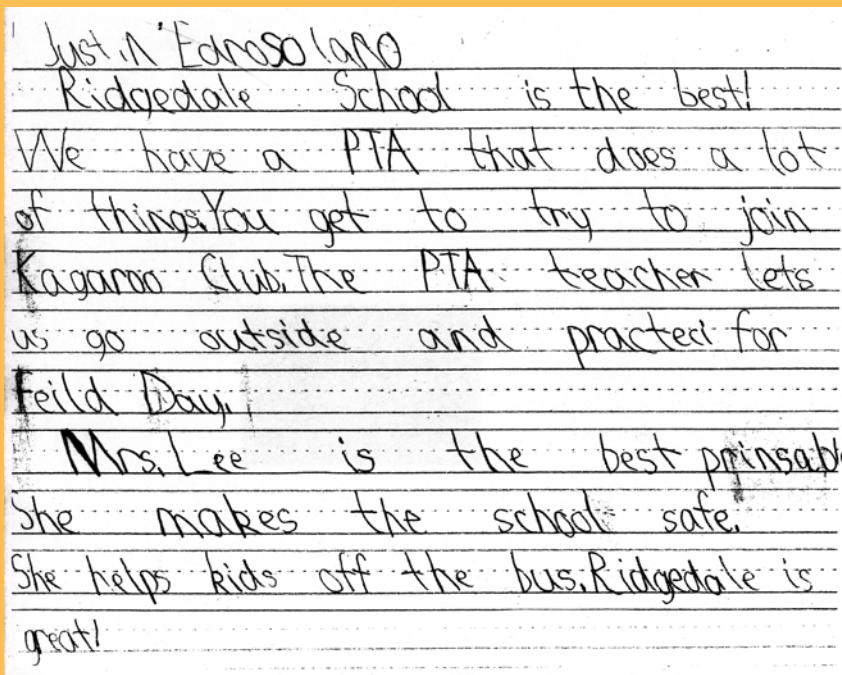 Justin Edrosolano
Ridgedale School is the best!
We have a PTA that does a lot
of things.You get to try to join
Kagaroo Club.The PTA teacher lets
us go outside and practed for
Feild Day.
Mrs. Lee is the best prinsable
She makes the school safe.
She helps kids off the bus.Ridgedale is
great!